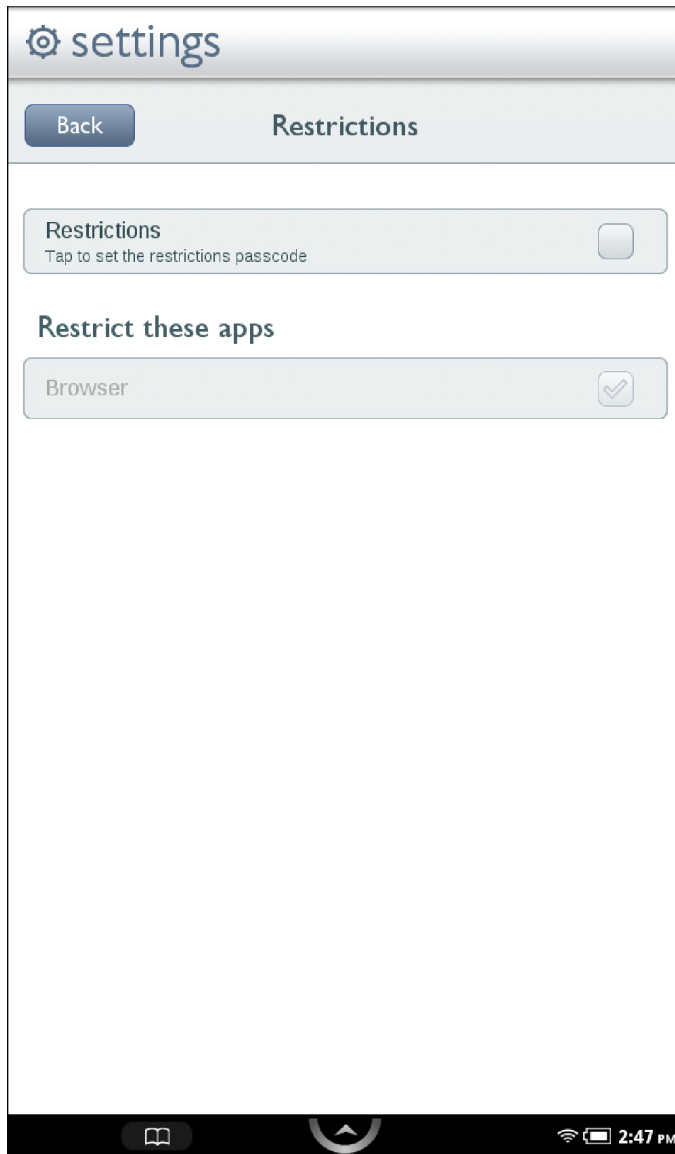 settings
Back
Restrictions
Restrictions
Tap to set the restrictions passcode
Restrict these apps
Browser
2:47 PM